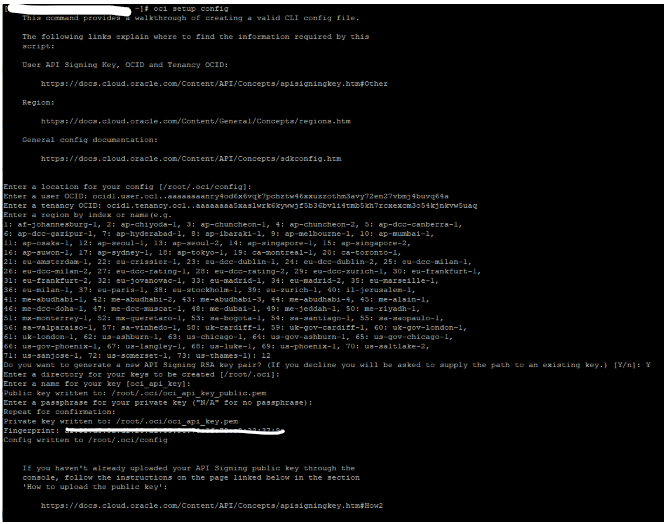 [ ~]# oci setup config
This command provides a walkthrough of creating a valid CLI config file.
The following links explain where to find the information required by this
script:
User API Signing Key, OCID and Tenancy OCID:
https://docs.cloud.oracle.com/Content/API/Concepts/apisigningkey.htm#Other
Region:
https://docs.cloud.oracle.com/Content/General/Concepts/regions.htm
General config documentation:
https://docs.cloud.oracle.com/Content/API/Concepts/sdkconfig.htm
Enter a location for your config [/root/.oci/config]:
Enter a user OCID:
Enter a tenancy OCID:
Enter a region by index or name(e.g.
1: af-johannesburg-1, 2: ap-chiyoda-1, 3: ap-chuncheon-1, 4: ap-chuncheon-2, 5: ap-dcc-canberra-1,
6: ap-dcc-gazipur-1, 7: ap-hyderabad-1, 8: ap-ibaraki-1, 9: ap-melbourne-1, 10: ap-mumbai-1,
11: ap-osaka-1, 12: ap-seoul-1, 13: ap-seoul-2, 14: ap-singapore-1, 15: ap-singapore-2,
16: ap-suwon-1, 17: ap-sydney-1, 18: ap-tokyo-1, 19: ca-montreal-1, 20: ca-toronto-1,
21: eu-amsterdam-1, 22: eu-crissier-1, 23: eu-dcc-dublin-1, 24: eu-dcc-dublin-2, 25: eu-dcc-milan-1,
26: eu-dcc-milan-2, 27: eu-dcc-rating-1, 28: eu-dcc-rating-2, 29: eu-dcc-zurich-1, 30: eu-frankfurt-1,
31: eu-frankfurt-2, 32: eu-jovanovac-1, 33: eu-madrid-1, 34: eu-madrid-2, 35: eu-marseille-1,
36: eu-milan-1, 37: eu-paris-1, 38: eu-stockholm-1, 39: eu-zurich-1, 40: il-jerusalem-1,
41: me-abudhabi-1, 42: me-abudhabi-2, 43: me-abudhabi-3, 44: me-abudhabi-4, 45: me-alain-1,
46: me-dcc-doha-1, 47: me-dcc-muscat-1, 48: me-dubai-1, 49: me-jeddah-1, 50: me-riyadh-1,
51: mx-monterrey-1, 52: mx-queretaro-1, 53: sa-bogota-1, 54: sa-santiago-1, 55: sa-saopaulo-1,
56: sa-valparaiso-1, 57: sa-vinhedo-1, 58: uk-cardiff-1, 59: uk-gov-cardiff-1, 60: uk-gov-london-1,
61: uk-london-1, 62: us-ashburn-1, 63: us-chicago-1, 64: us-gov-ashburn-1, 65: us-gov-chicago-1,
66: us-gov-phoenix-1, 67: us-langley-1, 68: us-luke-1, 69: us-phoenix-1, 70: us-saltlake-2,
71: us-sanjose-1, 72: us-somerset-1, 73: us-thames-1): 12
Do you want to generate a new API Signing RSA key pair? (If you decline you will be asked to supply the path to an existing key.) [Y/n]: Y
Enter a directory for your keys to be created [/root/.oci]:
Enter a name for your key [oci_api_key]:
Public key written to: /root/.oci/oci_api_key_public.pem
Enter a passphrase for your private key ("N/A" for no passphrase):
Repeat for confirmation:
Private key written to: /root/.oci/oci_api_key.pem
Fingerprint:
Config written to /root/.oci/config
If you haven't already uploaded your API Signing public key through the
console, follow the instructions on the page linked below in the section
'How to upload the public key':
https://docs.cloud.oracle.com/Content/API/Concepts/apisigningkey.htm#How2